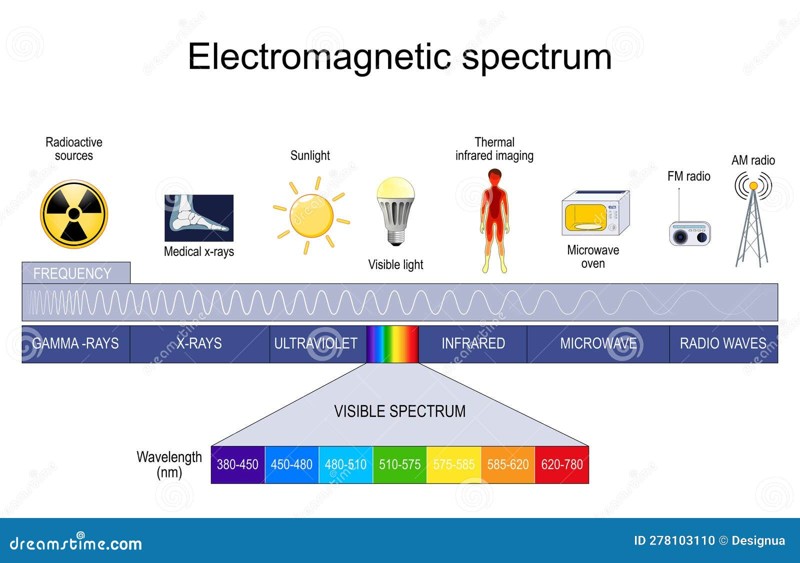 Electromagnetic spectrum
Radioactive
sources
Medical x-rays
Sunlight
Visible light
Thermal
infrared imaging
Microwave
oven
FM radio
AM radio
FREQUENCY
GAMMA -RAYS
X-RAYS
ULTRAVIOLET
INFRARED
MICROWAVE
RADIO WAVES
VISIBLE SPECTRUM
Wavelength
(nm)
380-450
450-480
480-510
510-575
575-585
585-620
620-780
dreamstime.com
ID 278103110 © Designua